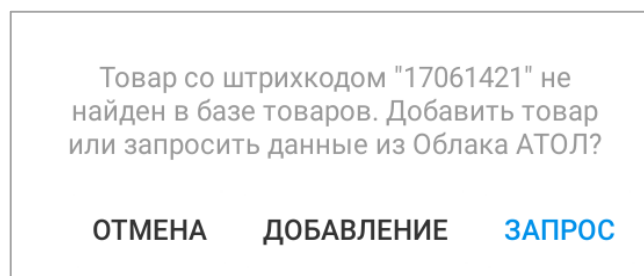 Товар со штрихкодом "17061421" не
найден в базе товаров. Добавить товар
или запросить данные из Облака АТОЛ?
ОТМЕНА ДОБАВЛЕНИЕ ЗАПРОС